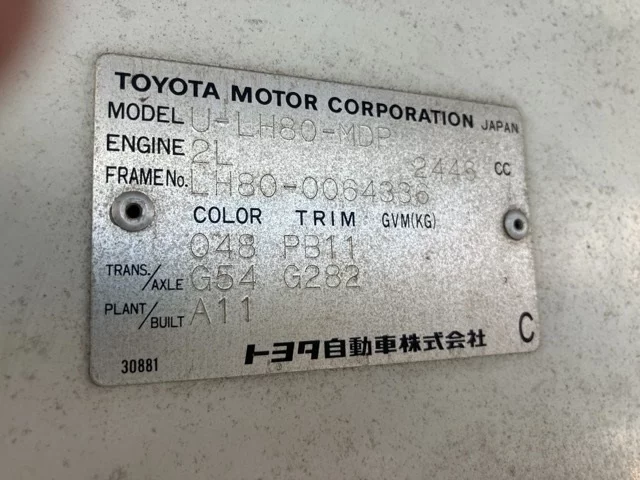 TOYOTA MOTOR CORPORATION JAPAN
MODEL U-LH80-MDP
ENGINE 2L 2446 CC
FRAME No. LH80-0064336
COLOR TRIM GVM(KG)
048 PB11
TRANS./AXLE G54 G282
PLANT/BUILT A11
30881 トヨタ自動車株式会社 C